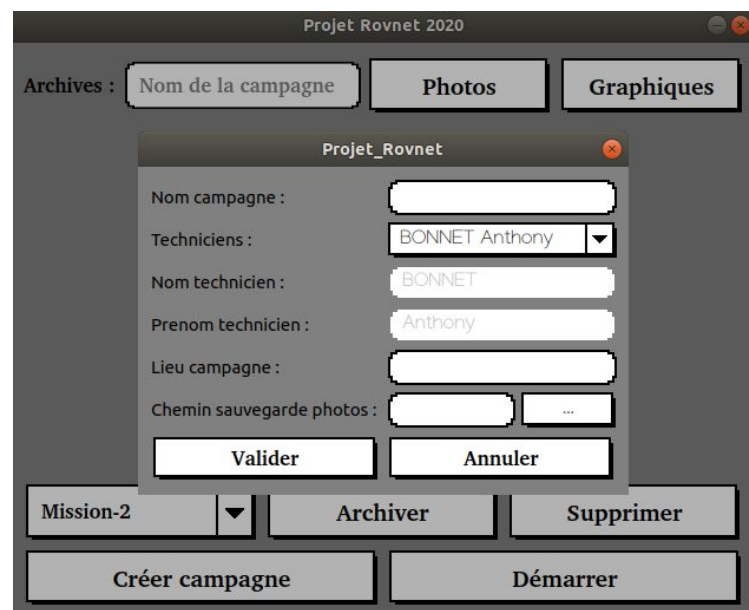 Projet Rovnet 2020
Archives : Nom de la campagne Photos Graphiques
Projet_Rovnet
Nom campagne :
Techniciens : BONNET Anthony
Nom technicien : BONNET
Prenom technicien : Anthony
Lieu campagne :
Chemin sauvegarde photos : ...
Valider Annuler
Mission-2 Archiver Supprimer
Créer campagne Démarrer